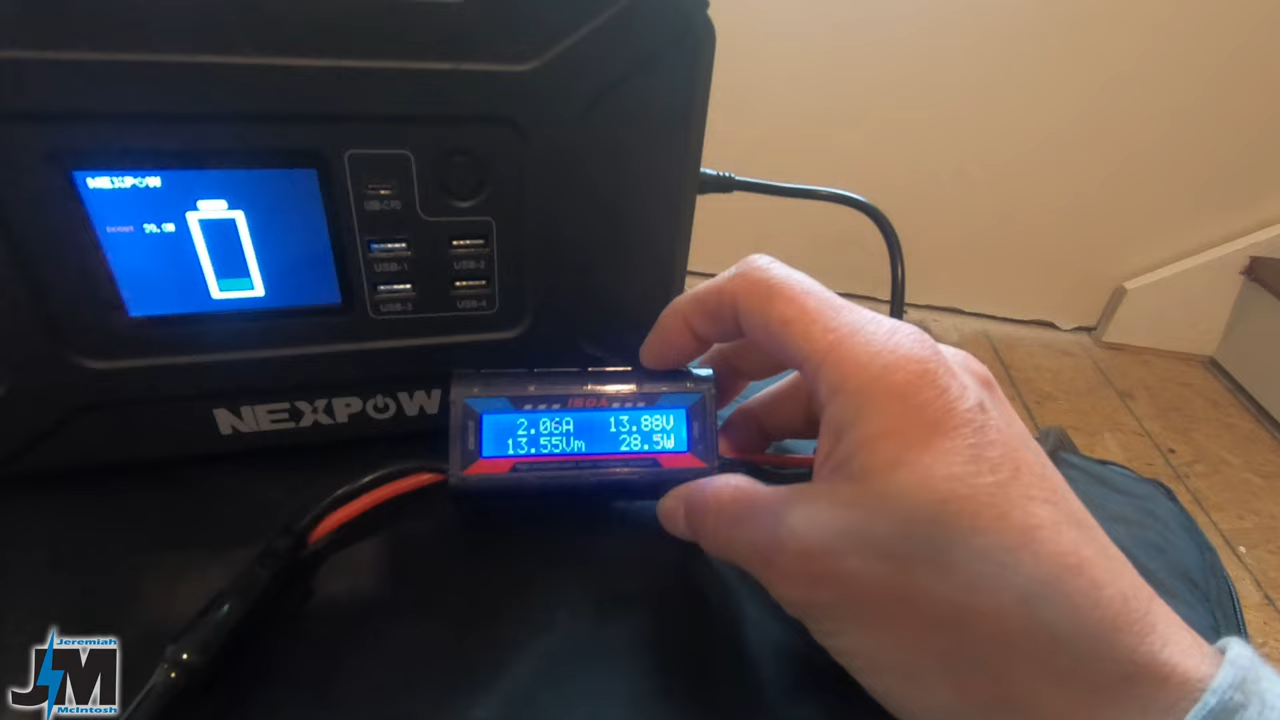 NEXPOW
USB-C PD
USB-1
USB-2
USB-3
USB-4
NEXPOW
150A
2.06A 13.88V
13.55Vm 28.5W
Jeremiah
JM
McIntosh